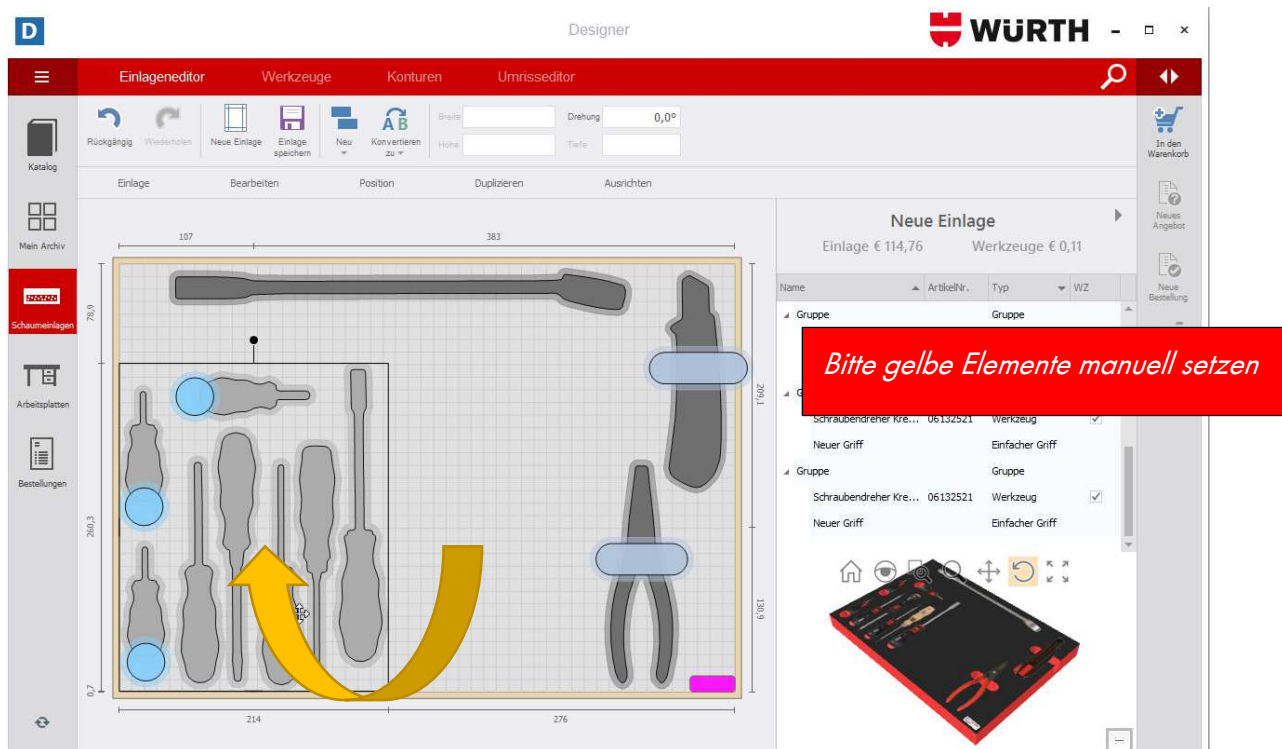 D
Designer
WÜRTH
Einlageneditor
Werkzeuge
Konturen
Umrisseditor
Katalog
Mein Archiv
Schaumeinlagen
Arbeitsplatten
Bestellungen
Rückgängig
Wiederholen
Neue Einlage
Einlage
speichern
Neu
A B
Konvertieren
zu
Breite
Höhe
Drehung 0,0°
Tiefe
Einlage
Bearbeiten
Position
Duplizieren
Ausrichten
In den
Warenkorb
Neues
Angebot
Neue
Bestellung
107
383
78,9
260,3
0,7
209,1
130,9
214
276
Neue Einlage
Einlage € 114,76 Werkzeuge € 0,11
Name ArtikelNr. Typ WZ
Gruppe Gruppe
Bitte gelbe Elemente manuell setzen
G
Schraubendreher Kre... 06132521 Werkzeug
Neuer Griff Einfacher Griff
Gruppe Gruppe
Schraubendreher Kre... 06132521 Werkzeug
Neuer Griff Einfacher Griff